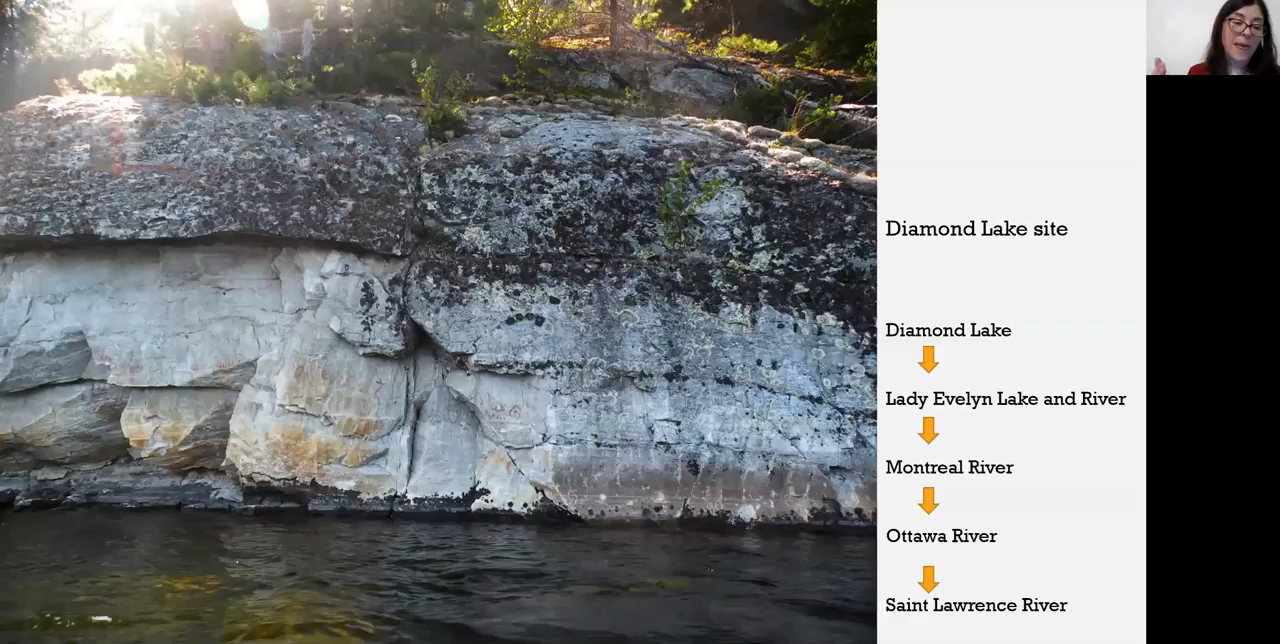 Diamond Lake site
Diamond Lake
Lady Evelyn Lake and River
Montreal River
Ottawa River
Saint Lawrence River